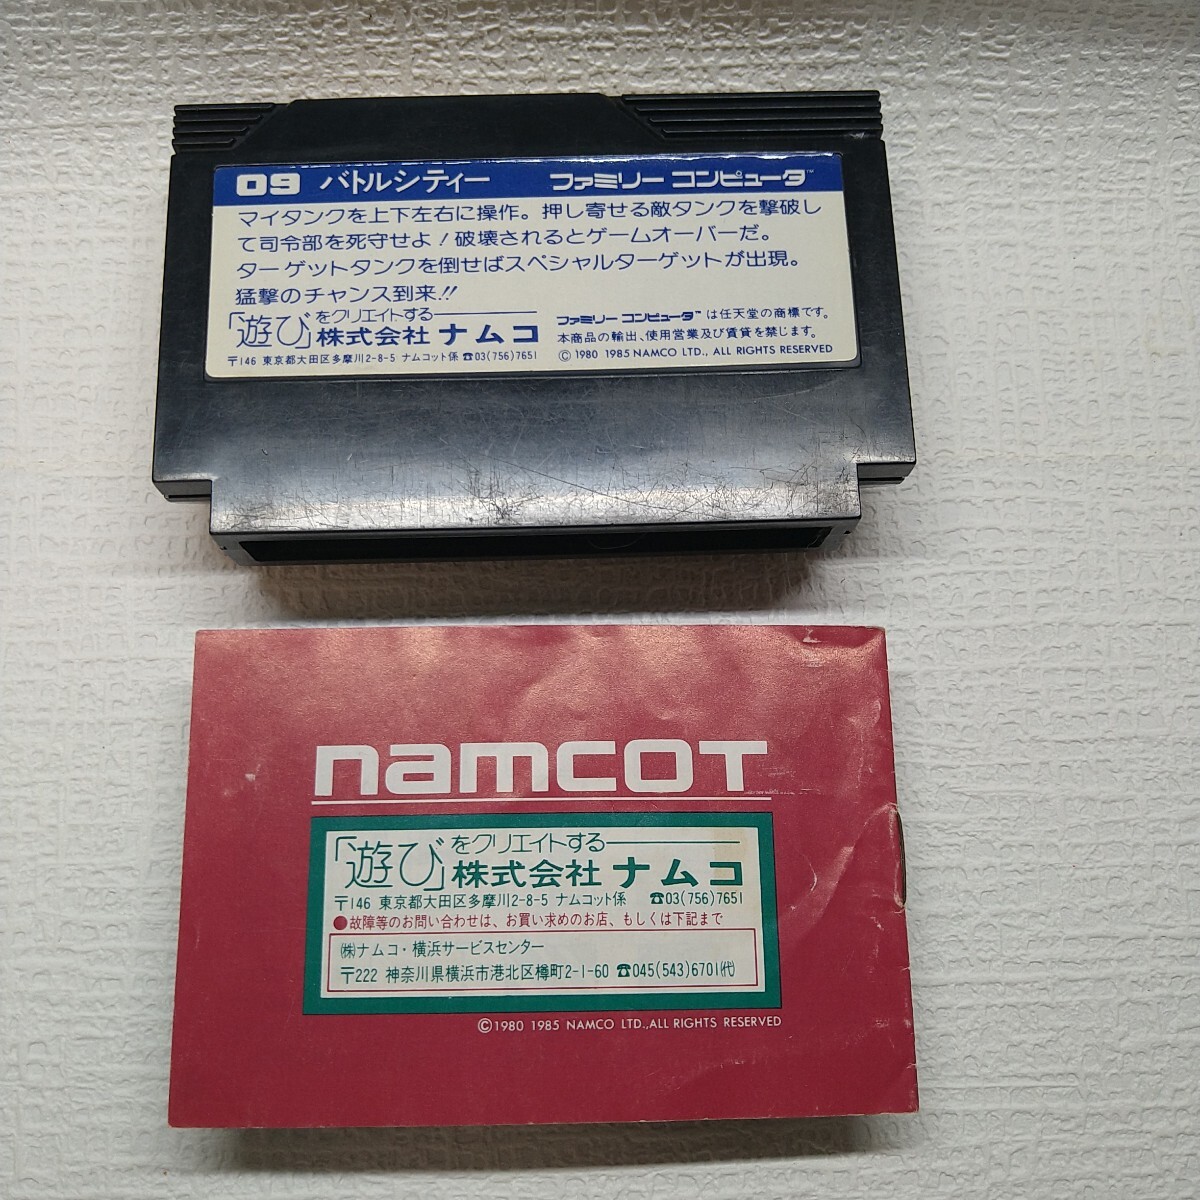 09 バトルシティー ファミリー コンピュータ™
マイタンクを上下左右に操作。押し寄せる敵タンクを撃破し
て司令部を死守せよ！破壊されるとゲームオーバーだ。
ターゲットタンクを倒せばスペシャルターゲットが出現。
猛撃のチャンス到来!!
「遊び」をクリエイトする
株式会社 ナムコ
〒146 東京都大田区多摩川2-8-5 ナムコット係 ☎03(756)7651
ファミリー コンピュータ™ は任天堂の商標です。
本商品の輸出、使用営業及び賃貸を禁じます。
© 1980 1985 NAMCO LTD., ALL RIGHTS RESERVED
namcoT
「遊び」をクリエイトする
株式会社 ナムコ
〒146 東京都大田区多摩川2-8-5 ナムコット係 ☎03(756)7651
●故障等のお問い合わせは、お買い求めのお店、もしくは下記まで
㈱ナムコ・横浜サービスセンター
〒222 神奈川県横浜市港北区樽町2-1-60 ☎045(543)6701㈹
©1980 1985 NAMCO LTD.,ALL RIGHTS RESERVED